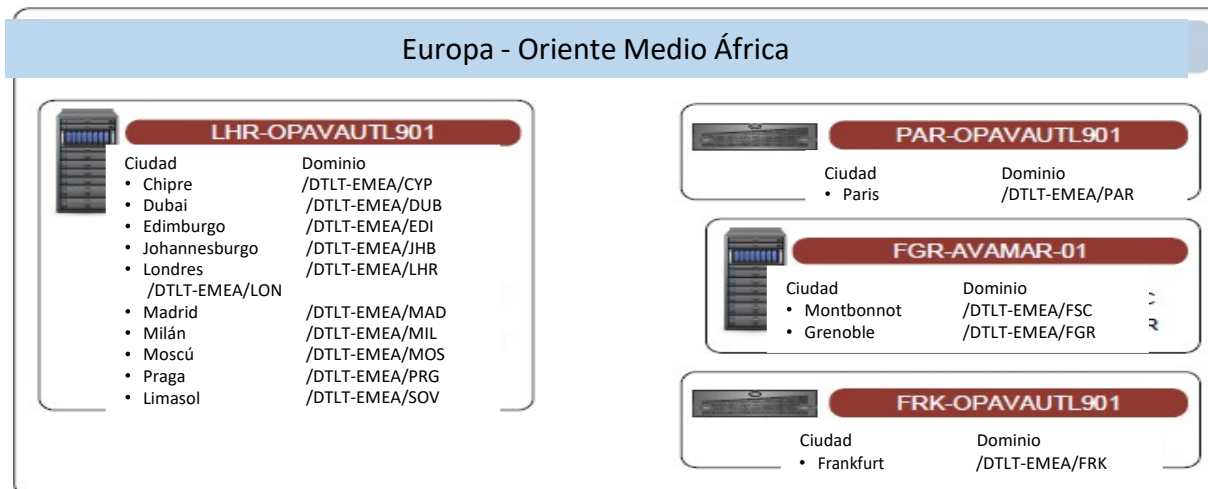 Europa - Oriente Medio África
LHR-OPAVAUTL901
Ciudad Dominio
• Chipre /DTLT-EMEA/CYP
• Dubai /DTLT-EMEA/DUB
• Edimburgo /DTLT-EMEA/EDI
• Johannesburgo /DTLT-EMEA/JHB
• Londres /DTLT-EMEA/LHR
/DTLT-EMEA/LON
• Madrid /DTLT-EMEA/MAD
• Milán /DTLT-EMEA/MIL
• Moscú /DTLT-EMEA/MOS
• Praga /DTLT-EMEA/PRG
• Limasol /DTLT-EMEA/SOV
PAR-OPAVAUTL901
Ciudad Dominio
• Paris /DTLT-EMEA/PAR
FGR-AVAMAR-01
Ciudad Dominio
• Montbonnot /DTLT-EMEA/FSC
• Grenoble /DTLT-EMEA/FGR
FRK-OPAVAUTL901
Ciudad Dominio
• Frankfurt /DTLT-EMEA/FRK